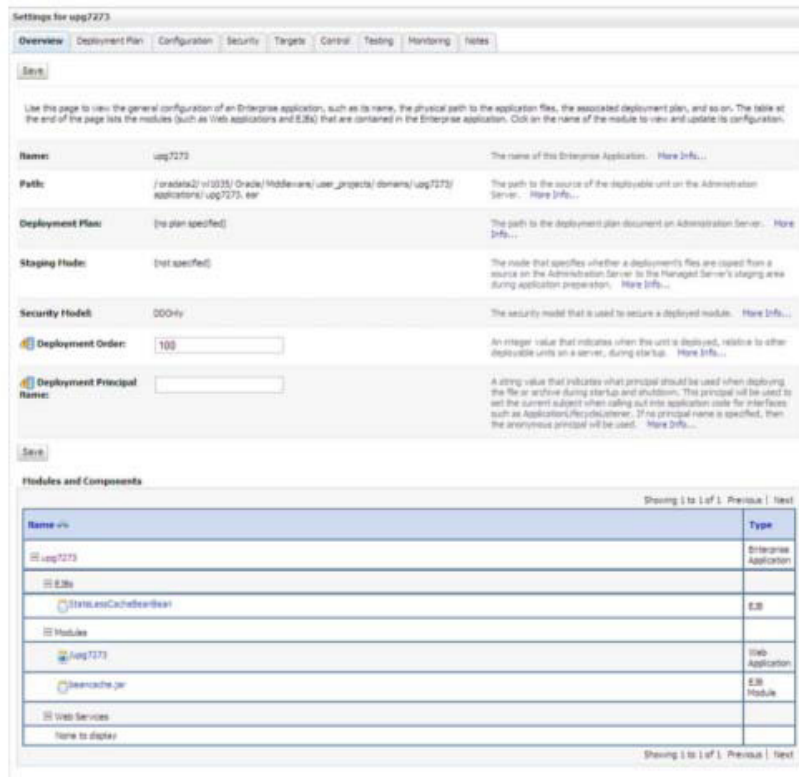 Settings for upg7273
Overview Deployment Plan Configuration Security Targets Control Testing Monitoring Notes
Save
Use this page to view the general configuration of an Enterprise application, such as its name, the physical path to the application files, the associated deployment plan, and so on. The table at
the end of the page lists the modules (such as Web applications and EJBs) that are contained in the Enterprise application. Click on the name of the module to view and update its configuration.
Name: upg7273 The name of this Enterprise Application. More Info...
Path: /oradata2/wl1035/Oracle/Middleware/user_projects/domains/upg7273/ The path to the source of the deployable unit on the Administration
applications/upg7273.ear Server. More Info...
Deployment Plan: (no plan specified) The path to the deployment plan document on Administration Server. More
Info...
Staging Mode: (not specified) The mode that specifies whether a deployment's files are copied from a
source on the Administration Server to the Managed Server's staging area
during application preparation. More Info...
Security Model: DDOnly The security model that is used to secure a deployed module. More Info...
Deployment Order: 100 An integer value that indicates when this unit is deployed, relative to other
deployable units on a server, during startup. More Info...
Deployment Principal A string value that indicates what principal should be used when deploying
Name: the file or archive during startup and shutdown. This principal will be used to
set the current subject when calling out into application code for interfaces
such as ApplicationLifecycleListener. If no principal name is specified, then
the anonymous principal will be used. More Info...
Save
Modules and Components
Showing 1 to 1 of 1 Previous | Next
Name Type
upg7273 Enterprise
Application
EJBs
StateLessCacheBeanBean EJB
Modules
/upg7273 Web
Application
beancache.jar EJB
Module
Web Services
None to display
Showing 1 to 1 of 1 Previous | Next